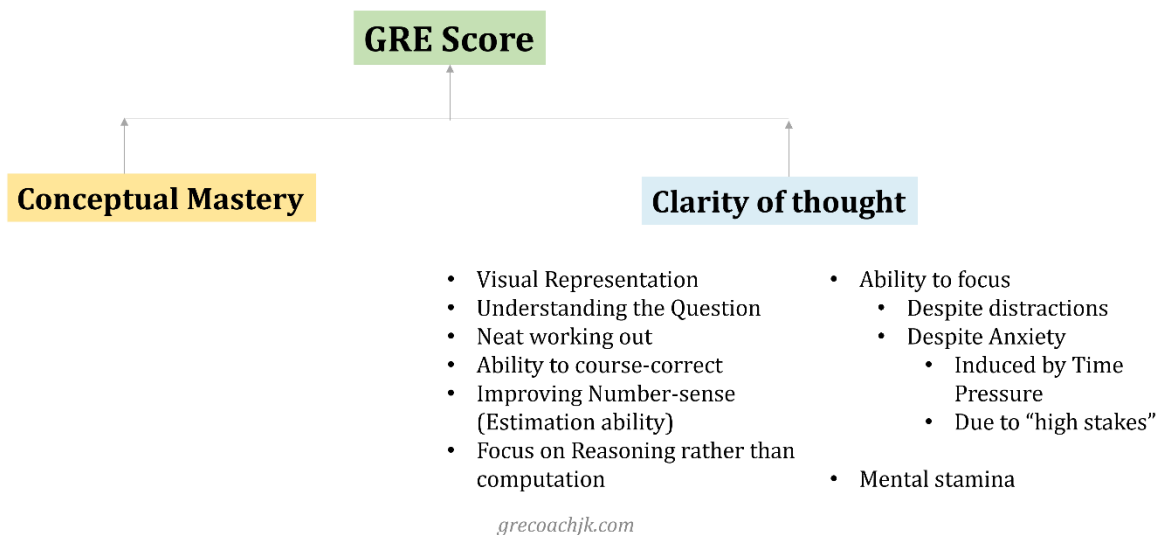 GRE Score
Conceptual Mastery
Clarity of thought
• Visual Representation
• Understanding the Question
• Neat working out
• Ability to course-correct
• Improving Number-sense
(Estimation ability)
• Focus on Reasoning rather than
computation
• Ability to focus
• Despite distractions
• Despite Anxiety
• Induced by Time
Pressure
• Due to “high stakes”
• Mental stamina
grecoachjk.com